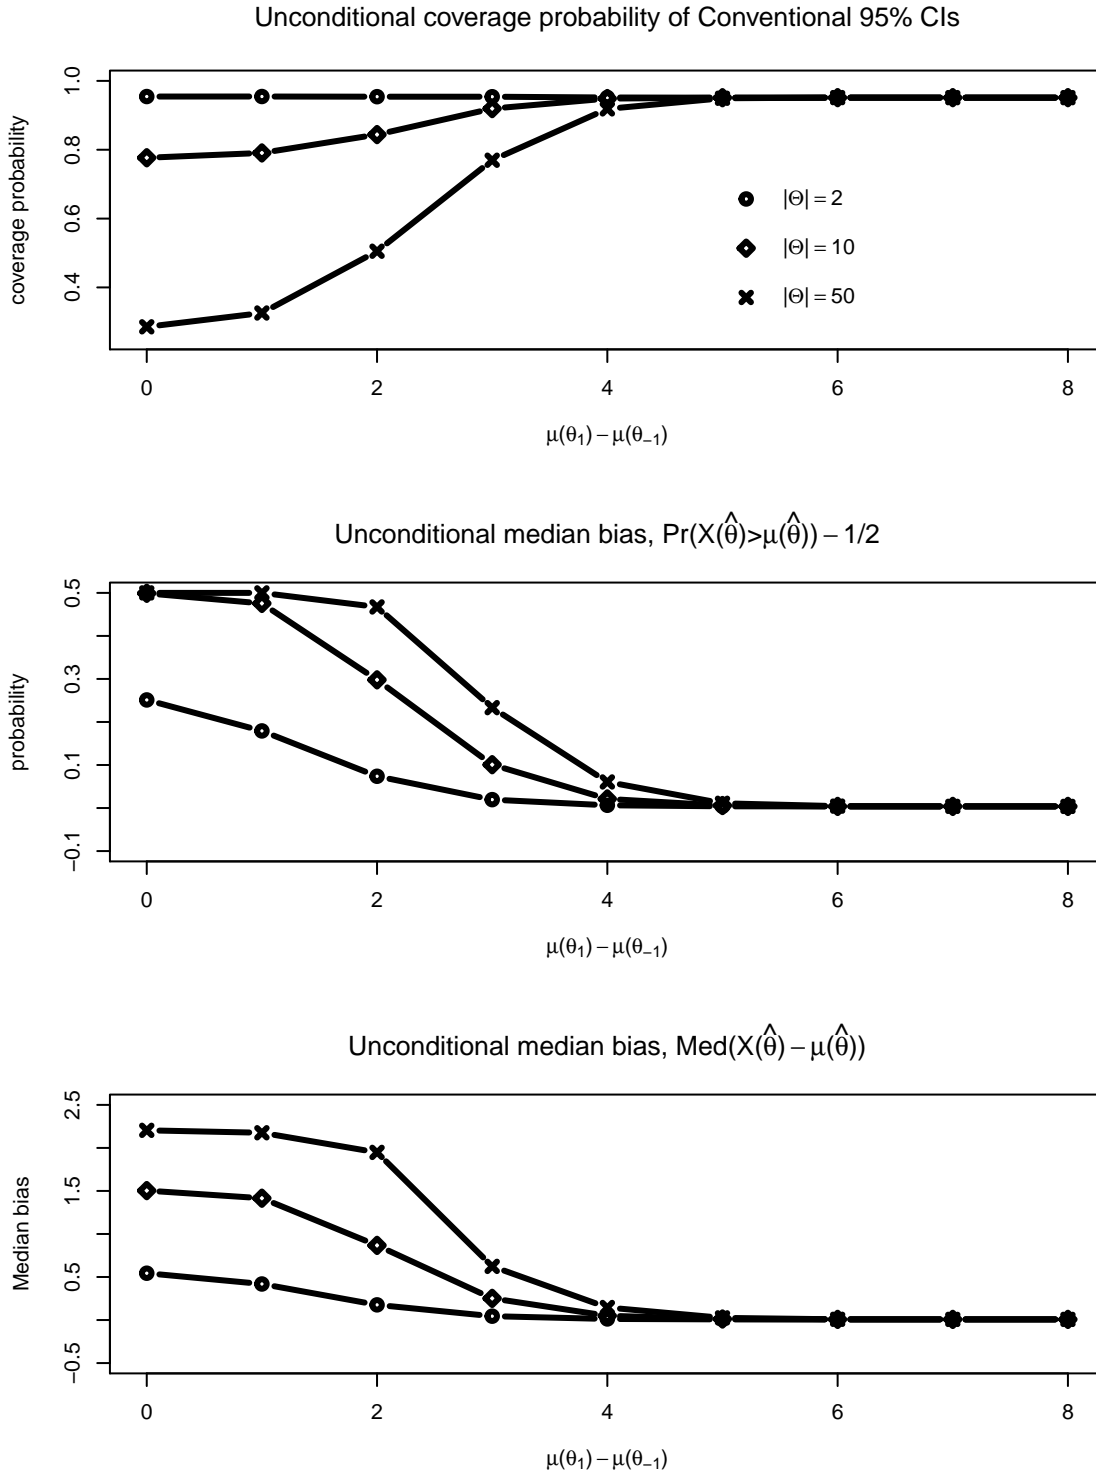 Unconditional coverage probability of Conventional 95% CIs
coverage probability
1.0
0.8
0.6
0.4
|Θ| = 2
|Θ| = 10
|Θ| = 50
0 2 4 6 8
μ(θ₁) − μ(θ₋₁)
Unconditional median bias, Pr(X(θ̂)>μ(θ̂)) − 1/2
probability
0.5
0.3
0.1
−0.1
0 2 4 6 8
μ(θ₁) − μ(θ₋₁)
Unconditional median bias, Med(X(θ̂) − μ(θ̂))
Median bias
2.5
1.5
0.5
−0.5
0 2 4 6 8
μ(θ₁) − μ(θ₋₁)